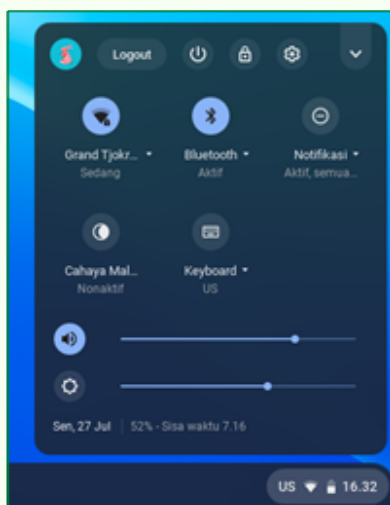 Logout
Grand Tjokr...
Sedang
Bluetooth
Aktif
Notifikasi
Aktif, semua...
Cahaya Mal...
Nonaktif
Keyboard
US
Sen, 27 Jul | 52% - Sisa waktu 7.16
US 16.32